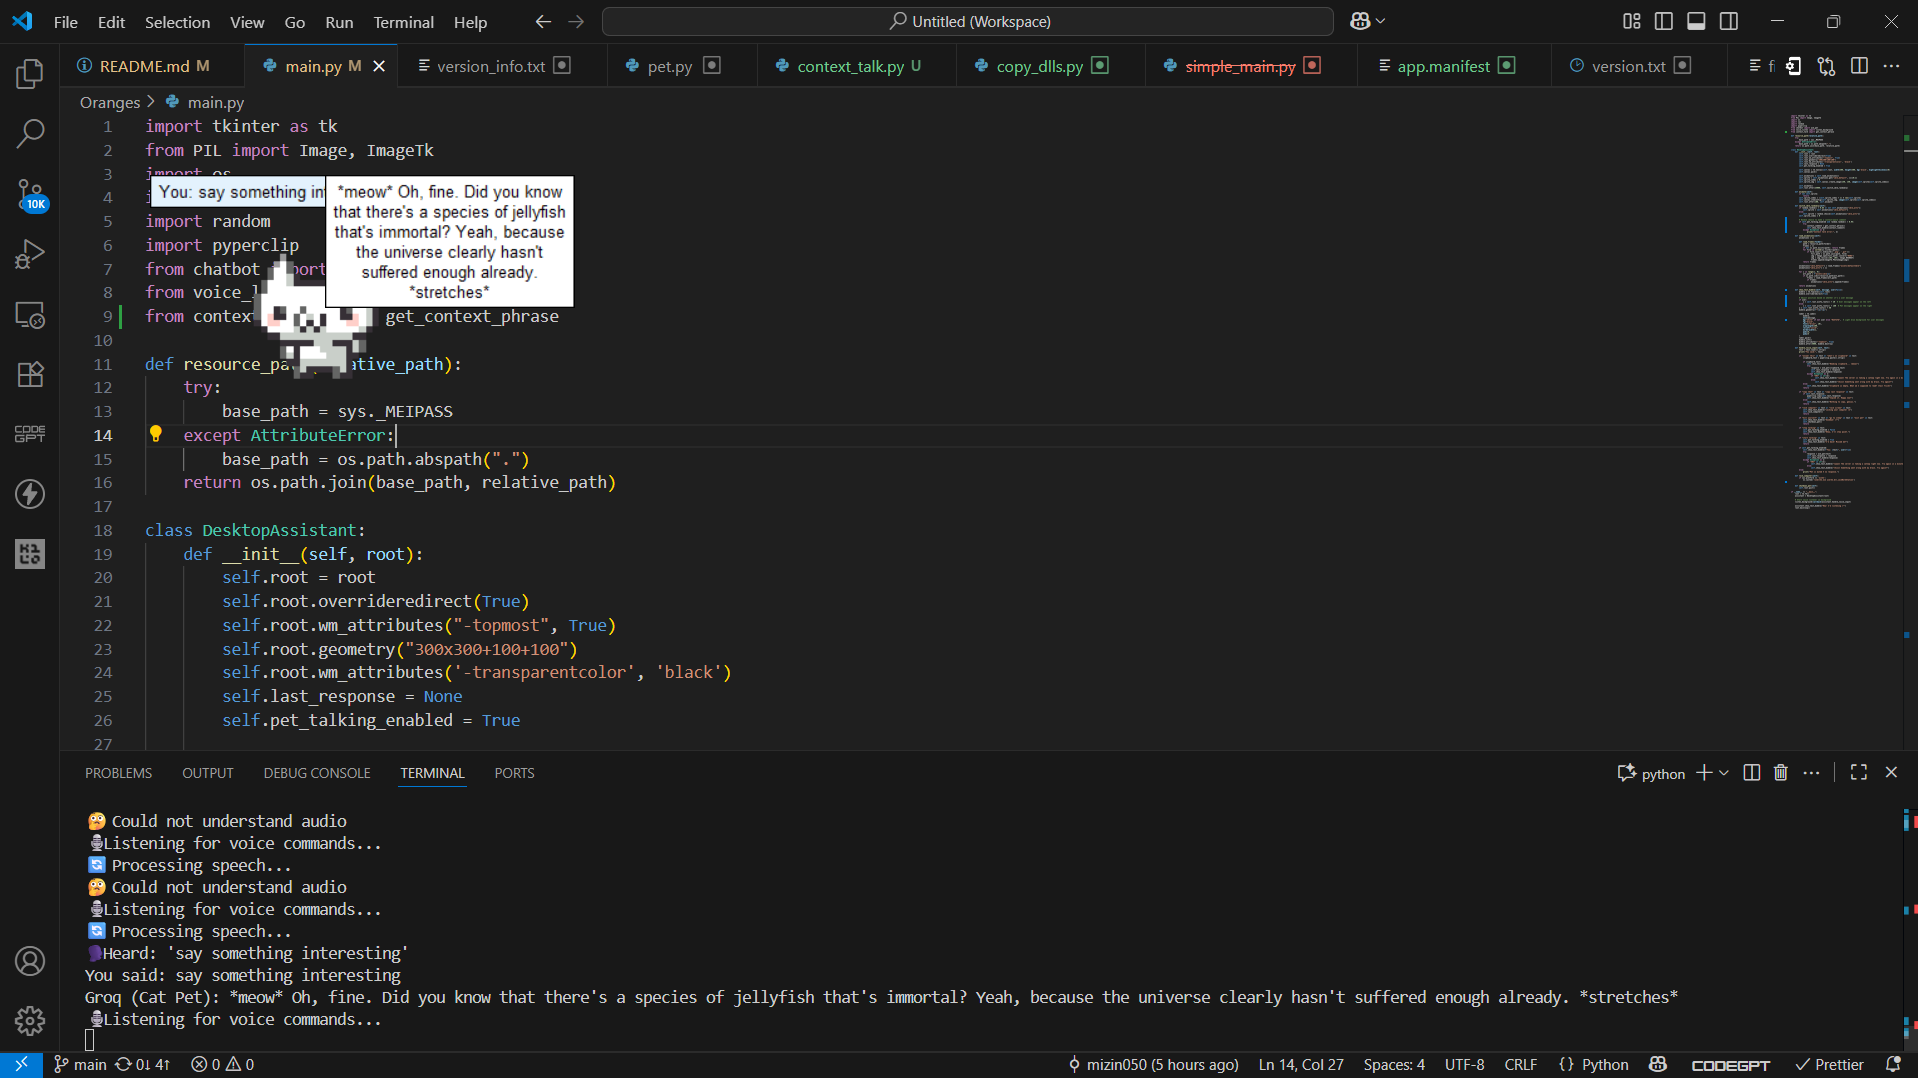 File Edit Selection View Go Run Terminal Help
Untitled (Workspace)
README.md M
main.py M
version_info.txt
pet.py
context_talk.py U
copy_dlls.py
simple_main.py
app.manifest
version.txt
Oranges > main.py
1 import tkinter as tk
2 from PIL import Image, ImageTk
3 import os
4
You: say something in
*meow* Oh, fine. Did you know
that there's a species of jellyfish
that's immortal? Yeah, because
the universe clearly hasn't
suffered enough already.
*stretches*
5 import random
6 import pyperclip
7 from chatbot
8 from voice_
9 from context get_context_phrase
10
11 def resource_pa ative_path):
12 try:
13 base_path = sys._MEIPASS
14 except AttributeError:
15 base_path = os.path.abspath(".")
16 return os.path.join(base_path, relative_path)
17
18 class DesktopAssistant:
19 def __init__(self, root):
20 self.root = root
21 self.root.overrideredirect(True)
22 self.root.wm_attributes("-topmost", True)
23 self.root.geometry("300x300+100+100")
24 self.root.wm_attributes('-transparentcolor', 'black')
25 self.last_response = None
26 self.pet_talking_enabled = True
27
10K
CODE
GPT
PROBLEMS OUTPUT DEBUG CONSOLE TERMINAL PORTS
python
🤔 Could not understand audio
🎙Listening for voice commands...
🔄 Processing speech...
🤔 Could not understand audio
🎙Listening for voice commands...
🔄 Processing speech...
🗣Heard: 'say something interesting'
You said: say something interesting
Groq (Cat Pet): *meow* Oh, fine. Did you know that there's a species of jellyfish that's immortal? Yeah, because the universe clearly hasn't suffered enough already. *stretches*
🎙Listening for voice commands...
main 0↓ 4↑ 0 0
mizin050 (5 hours ago) Ln 14, Col 27 Spaces: 4 UTF-8 CRLF {} Python CODEGPT Prettier